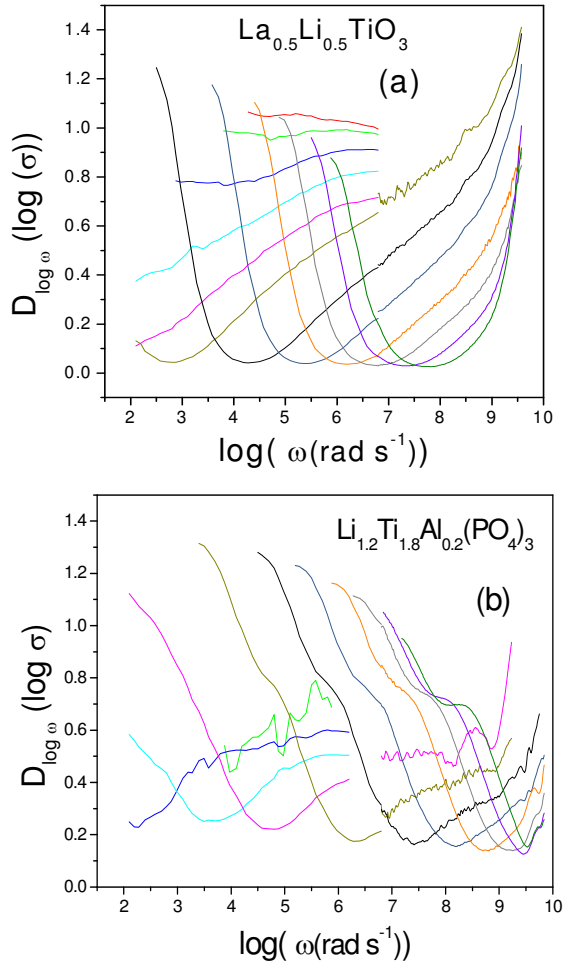 La0.5Li0.5TiO3
(a)
1.4
1.2
1.0
0.8
0.6
0.4
0.2
0.0
D log ω (log (σ))
2 3 4 5 6 7 8 9 10
log( ω(rad s⁻¹))
Li1.2Ti1.8Al0.2(PO4)3
(b)
1.4
1.2
1.0
0.8
0.6
0.4
0.2
0.0
D log ω (log σ)
2 3 4 5 6 7 8 9 10
log( ω(rad s⁻¹))